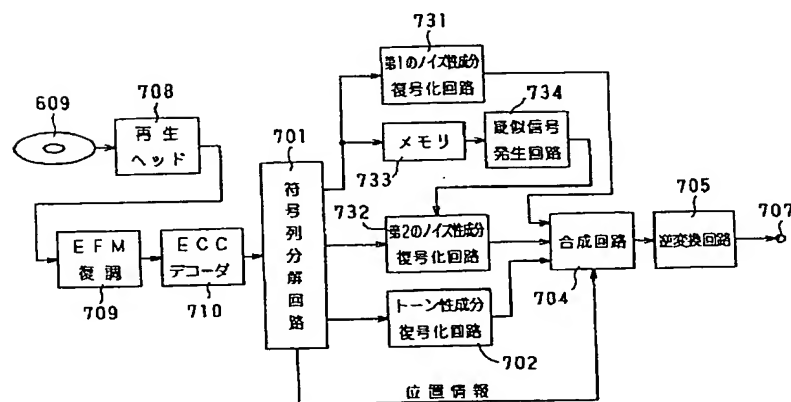 731
第1のノイズ性成分
復号化回路
708
734
609
再生
ヘッド
701
メモリ
733
疑似信号
発生回路
符号列分解回路
732
第2のノイズ性成分
復号化回路
705
707
EFM
復調
709
ECC
デコーダ
710
合成回路
704
逆変換回路
トーン性成分
復号化回路
702
位置情報